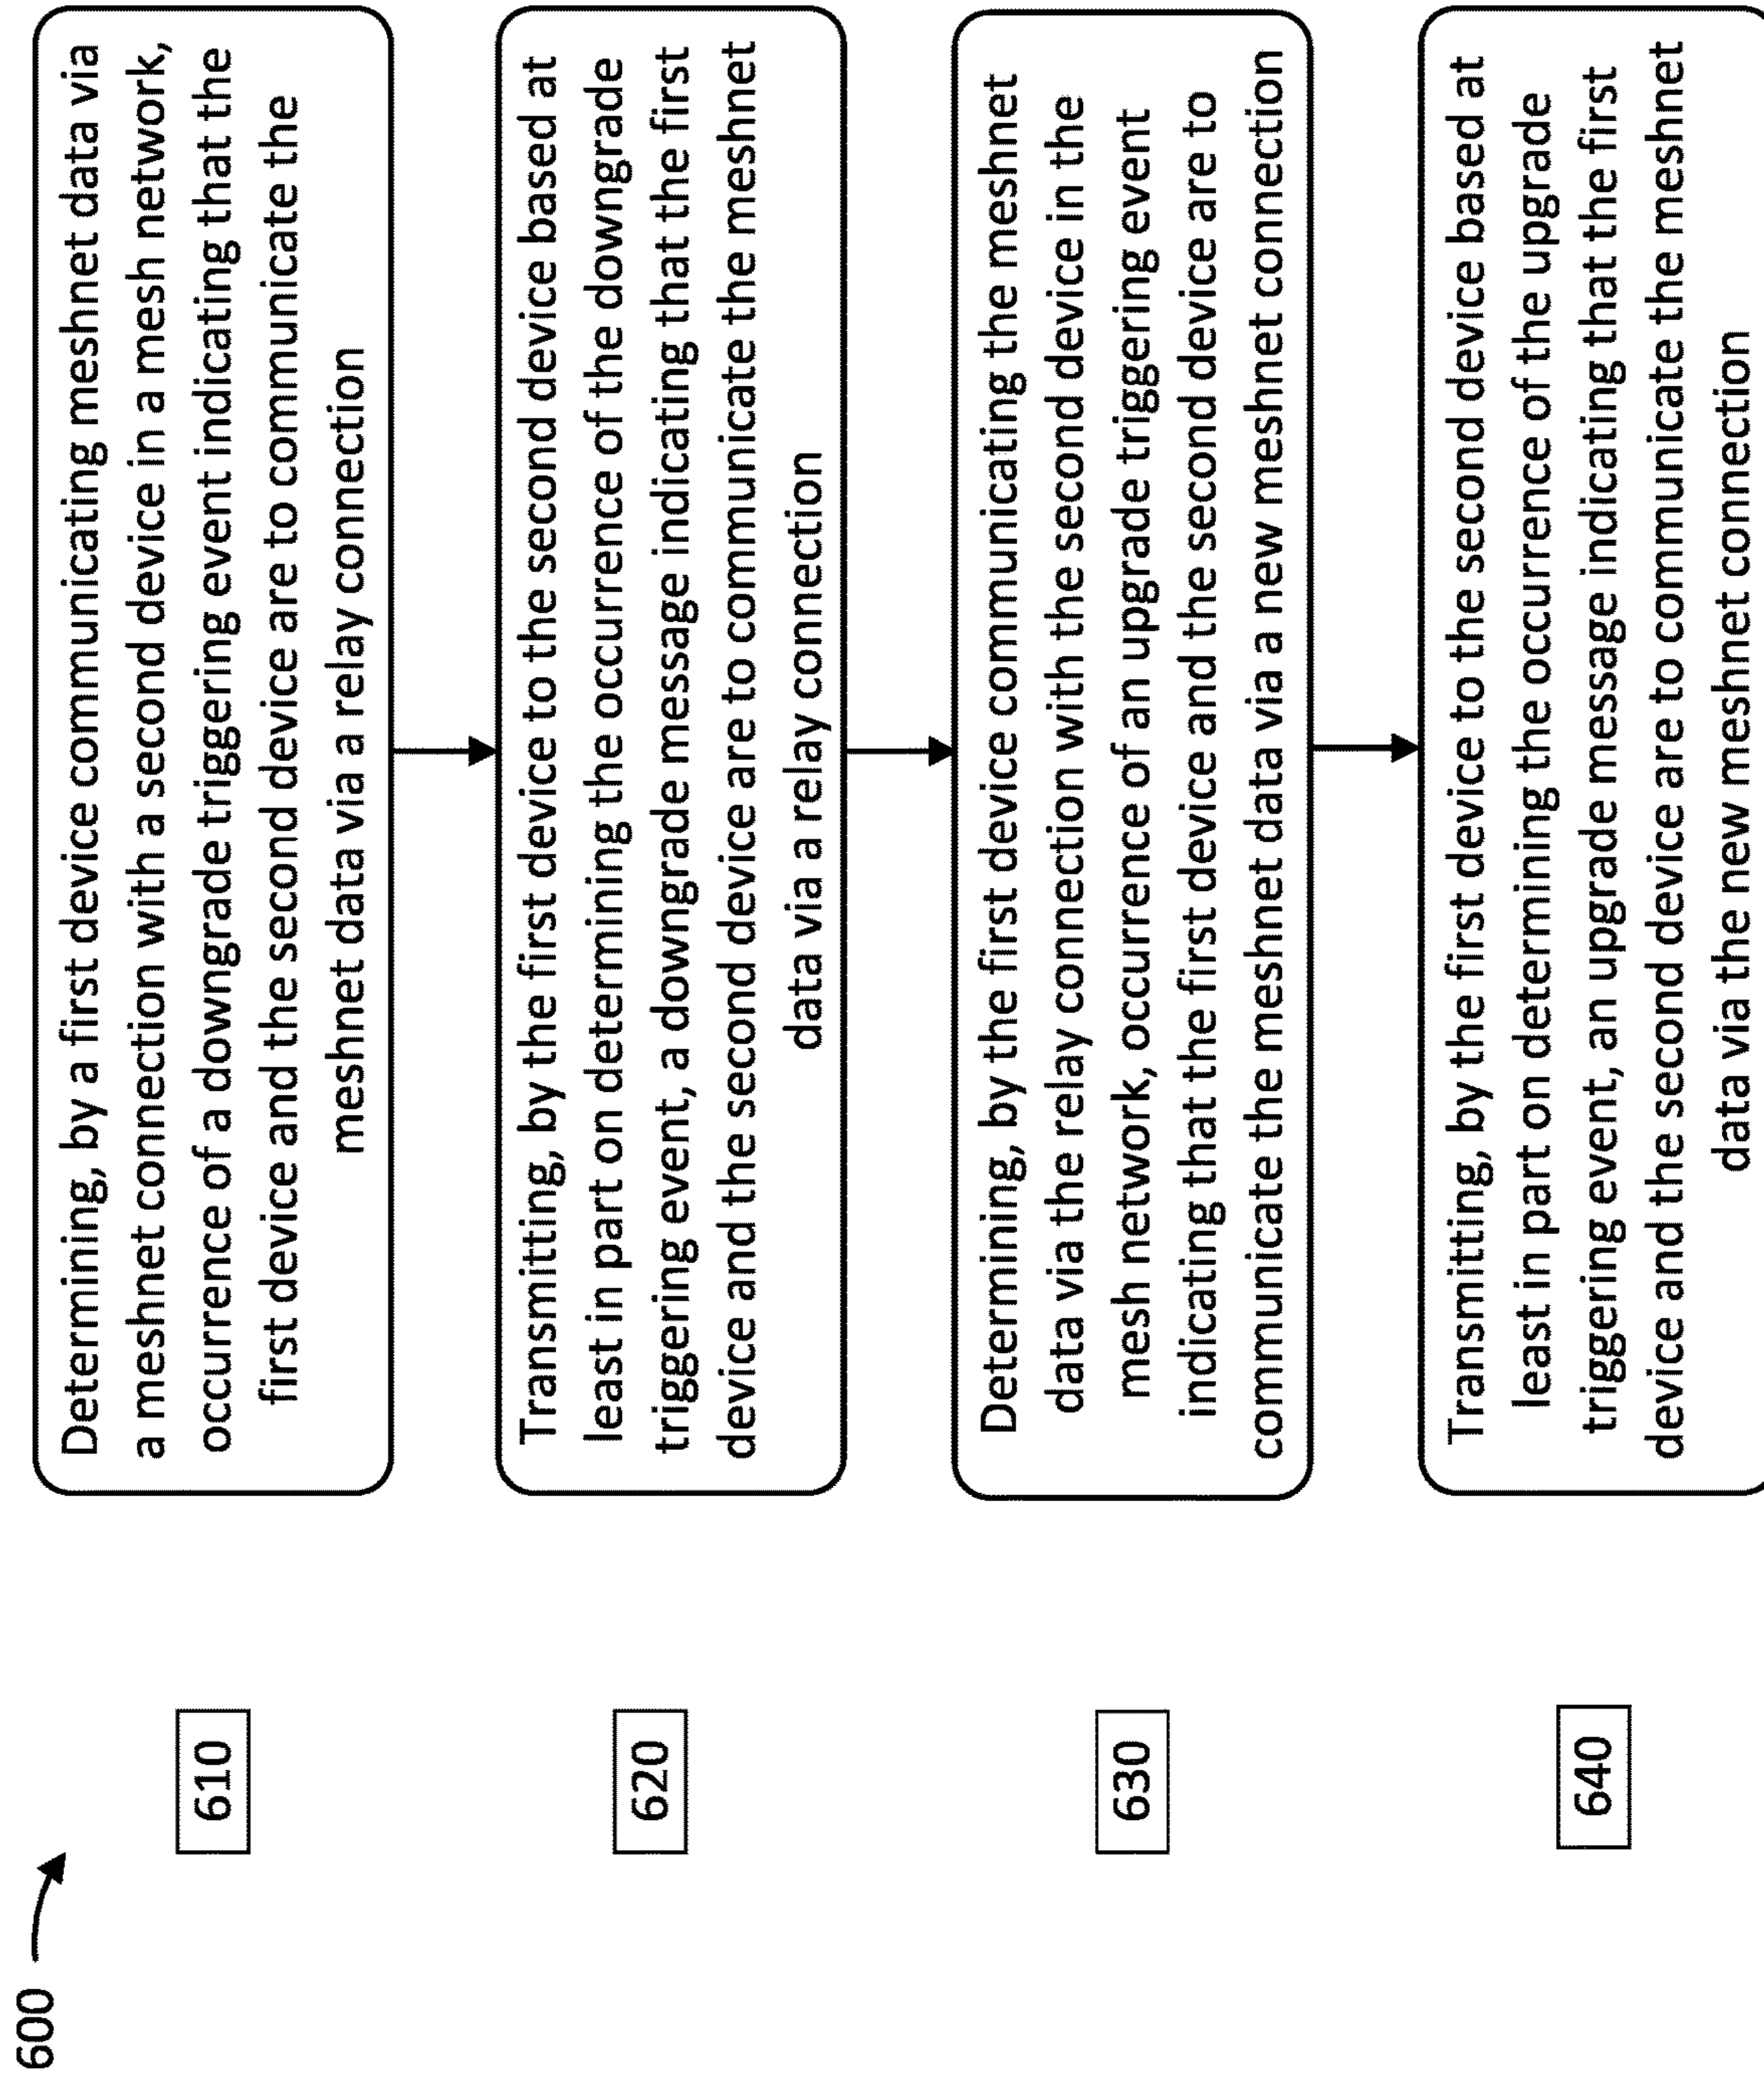 600
610
Determining, by a first device communicating meshnet data via
a meshnet connection with a second device in a mesh network,
occurrence of a downgrade triggering event indicating that the
first device and the second device are to communicate the
meshnet data via a relay connection
620
Transmitting, by the first device to the second device based at
least in part on determining the occurrence of the downgrade
triggering event, a downgrade message indicating that the first
device and the second device are to communicate the meshnet
data via a relay connection
630
Determining, by the first device communicating the meshnet
data via the relay connection with the second device in the
mesh network, occurrence of an upgrade triggering event
indicating that the first device and the second device are to
communicate the meshnet data via a new meshnet connection
640
Transmitting, by the first device to the second device based at
least in part on determining the occurrence of the upgrade
triggering event, an upgrade message indicating that the first
device and the second device are to communicate the meshnet
data via the new meshnet connection